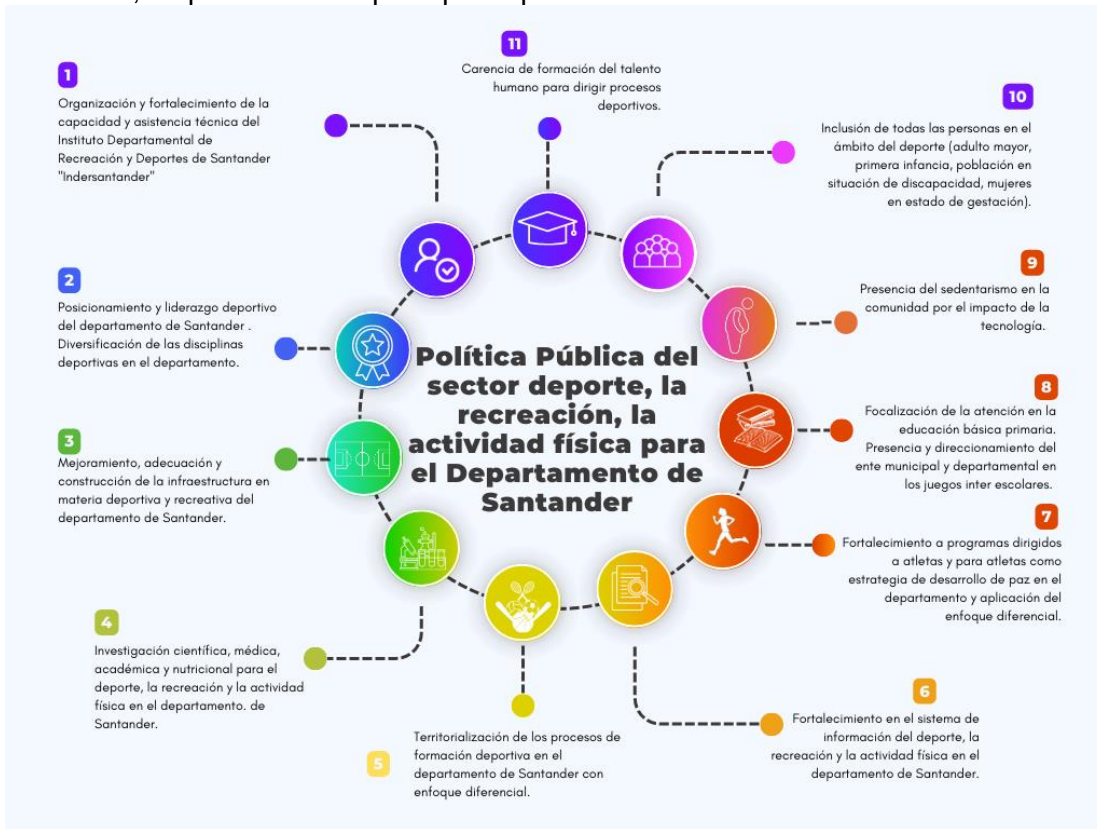 1
Organización y fortalecimiento de la
capacidad y asistencia técnica del
Instituto Departamental de
Recreación y Deportes de Santander
"Indersantander"
2
Posicionamiento y liderazgo deportivo
del departamento de Santander .
Diversificación de las disciplinas
deportivas en el departamento.
3
Mejoramiento, adecuación y
construcción de la infraestructura en
materia deportiva y recreativa del
departamento de Santander.
4
Investigación científica, médica,
académica y nutricional para el
deporte, la recreación y la actividad
física en el departamento. de
Santander.
5
Territorialización de los procesos de
formación deportiva en el
departamento de Santander con
enfoque diferencial.
6
Fortalecimiento en el sistema de
información del deporte, la
recreación y la actividad física en el
departamento de Santander.
7
Fortalecimiento a programas dirigidos
a atletas y para atletas como
estrategia de desarrollo de paz en el
departamento y aplicación del
enfoque diferencial.
8
Focalización de la atención en la
educación básica primaria.
Presencia y direccionamiento del
ente municipal y departamental en
los juegos inter escolares.
9
Presencia del sedentarismo en la
comunidad por el impacto de la
tecnología.
10
Inclusión de todas las personas en el
ámbito del deporte (adulto mayor,
primera infancia, población en
situación de discapacidad, mujeres
en estado de gestación).
11
Carencia de formación del talento
humano para dirigir procesos
deportivos.
Política Pública del
sector deporte, la
recreación, la
actividad física para
el Departamento de
Santander